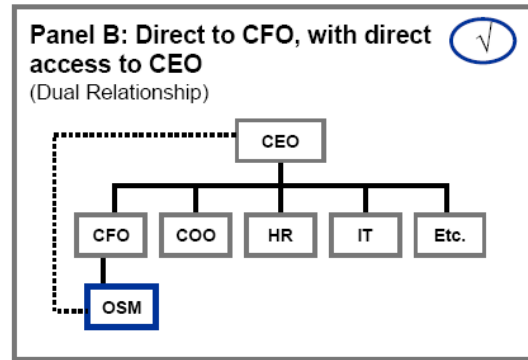 Panel B: Direct to CFO, with direct
access to CEO
(Dual Relationship)
√
CEO
CFO COO HR IT Etc.
OSM